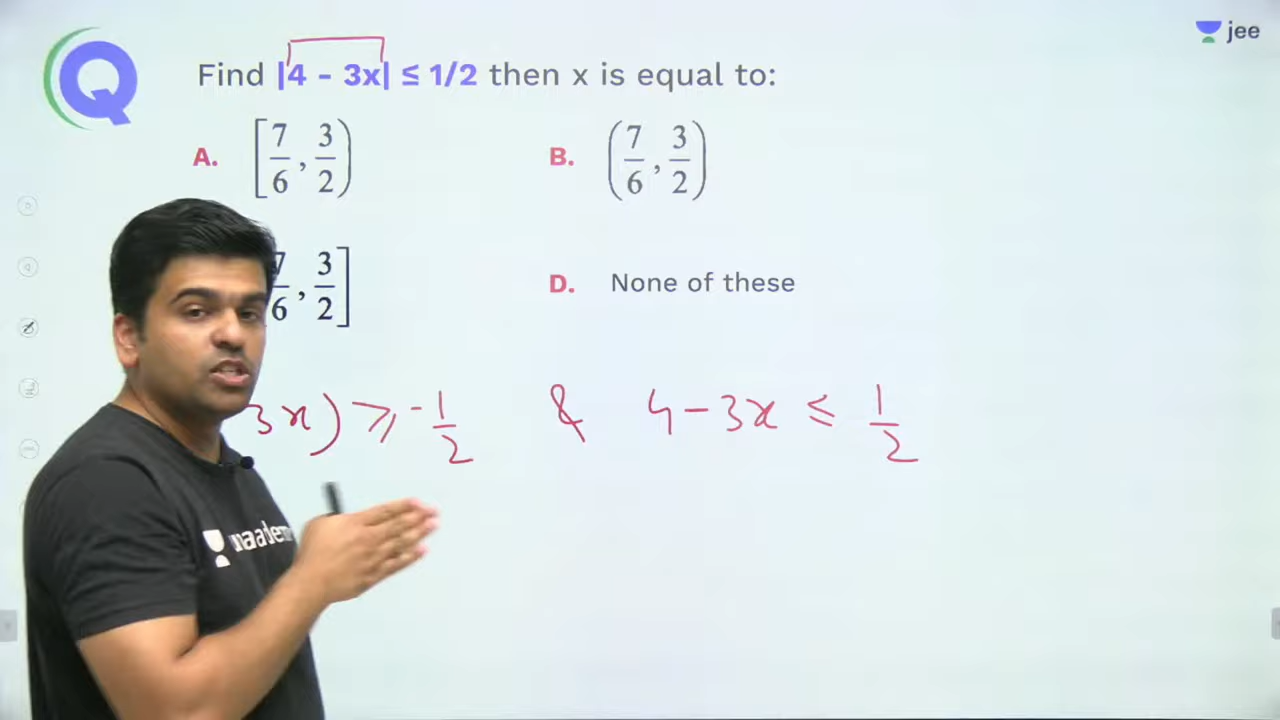 jee
Find |4 - 3x| ≤ 1/2 then x is equal to:
A. [7/6, 3/2)
B. (7/6, 3/2)
7/6, 3/2]
D. None of these
3x) ≥ -1/2 & 4 - 3x ≤ 1/2